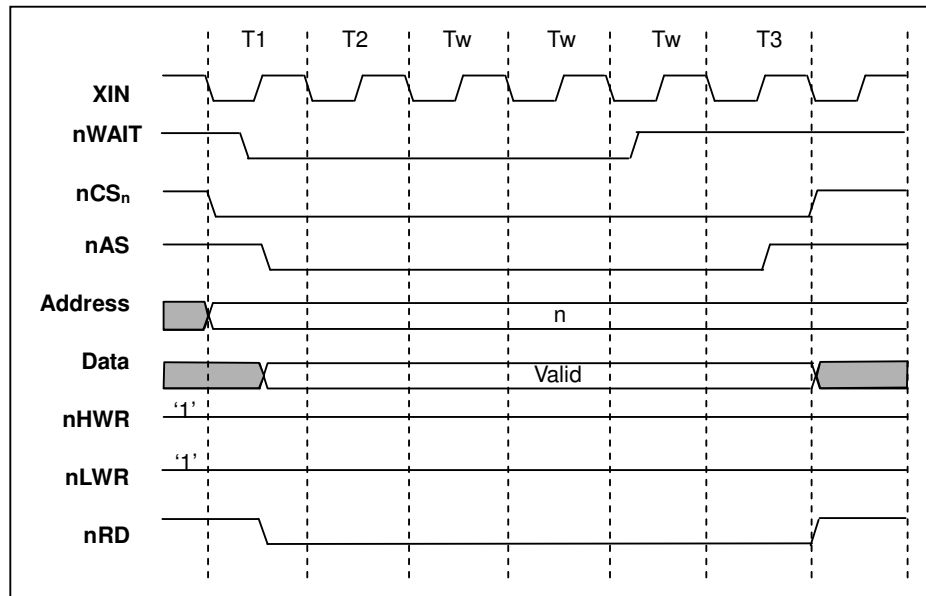 T1 T2 Tw Tw Tw T3
XIN
nWAIT
nCSn
nAS
Address
n
Data
Valid
nHWR
‘1’
nLWR
‘1’
nRD